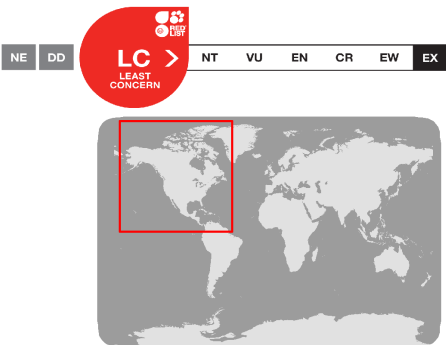 RED
LIST
NE DD LC > NT VU EN CR EW EX
LEAST
CONCERN